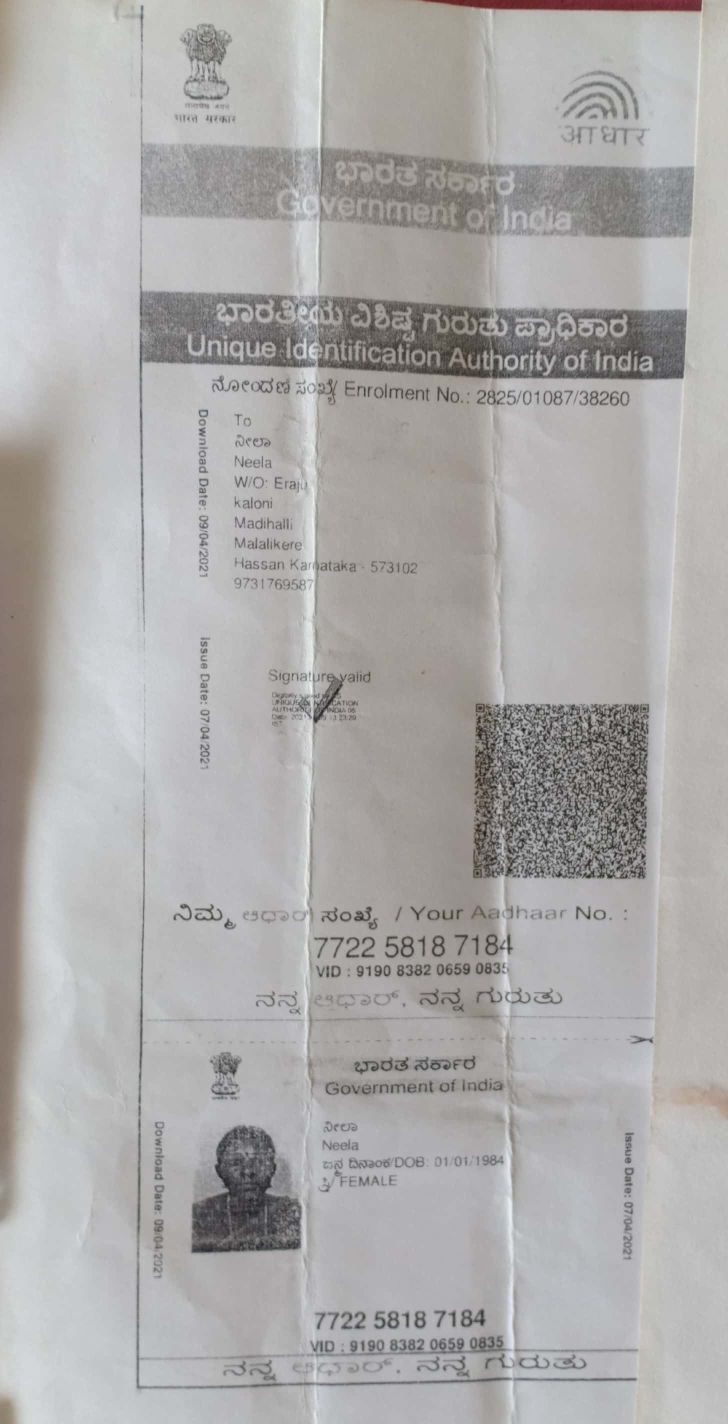 भारत सरकार
आधार
ಭಾರತ ಸರ್ಕಾರ
Government of India
ಭಾರತೀಯ ವಿಶಿಷ್ಟ ಗುರುತು ಪ್ರಾಧಿಕಾರ
Unique Identification Authority of India
ನೋಂದಣಿ ಸಂಖ್ಯೆ/ Enrolment No.: 2825/01087/38260
Download Date: 09/04/2021
To
ನೀಲಾ
Neela
W/O: Eraju
kaloni
Madihalli
Malalikere
Hassan Karnataka - 573102
9731769587
Issue Date: 07/04/2021
Signature valid
ನಿಮ್ಮ ಆಧಾರ್ ಸಂಖ್ಯೆ / Your Aadhaar No. :
7722 5818 7184
VID : 9190 8382 0659 0835
ನನ್ನ ಆಧಾರ್, ನನ್ನ ಗುರುತು
ಭಾರತ ಸರ್ಕಾರ
Government of India
Download Date: 09/04/2021
ನೀಲಾ
Neela
ಜನ್ಮ ದಿನಾಂಕ/DOB: 01/01/1984
ಸ್ತ್ರೀ/ FEMALE
Issue Date: 07/04/2021
7722 5818 7184
VID : 9190 8382 0659 0835
ನನ್ನ ಆಧಾರ್, ನನ್ನ ಗುರುತು